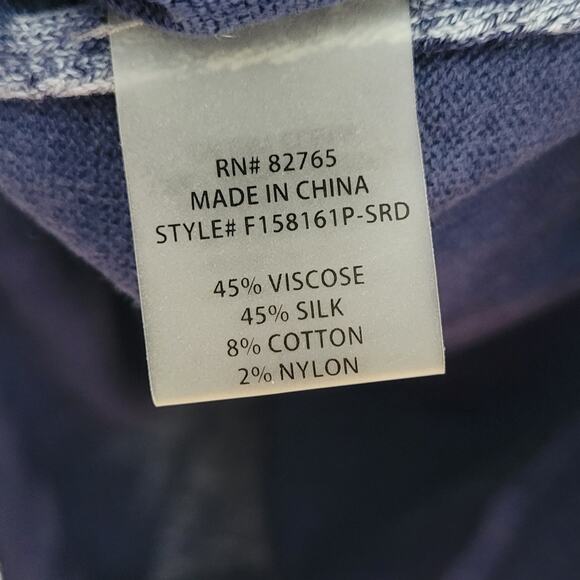 RN# 82765
MADE IN CHINA
STYLE# F158161P-SRD
45% VISCOSE
45% SILK
8% COTTON
2% NYLON